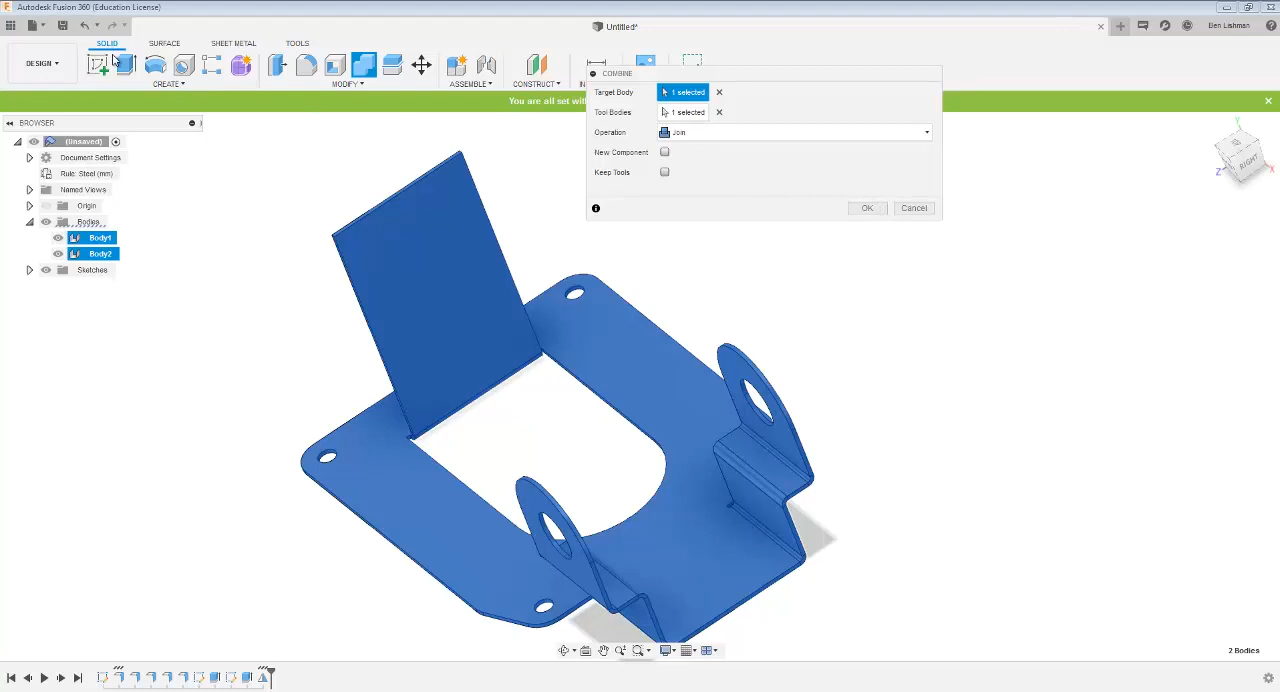 Autodesk Fusion 360 (Education License)
Untitled*
Ben Lishman
DESIGN
SOLID
SURFACE
SHEET METAL
TOOLS
CREATE
MODIFY
ASSEMBLE
CONSTRUCT
You are all set with
BROWSER
(Unsaved)
Document Settings
Rule: Steel (mm)
Named Views
Origin
Bodies
Body1
Body2
Sketches
COMBINE
Target Body
1 selected
Tool Bodies
1 selected
Operation
Join
New Component
Keep Tools
OK
Cancel
Y
RIGHT
Z
X
2 Bodies